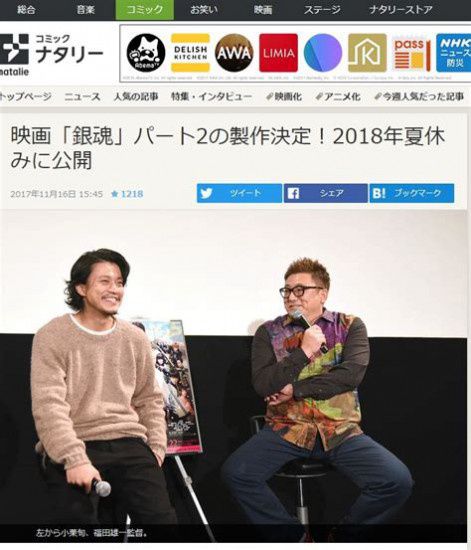 総合 音楽 コミック お笑い 映画 ステージ ナタリーストア
コミック
ナタリー
natalie
AbemaTV
DELISH KITCHEN
AWA
LIMIA
pass
NHK
ニュース
防災
トップページ ニュース 人気の記事 特集・インタビュー 映画化 アニメ化 今週人気だった記事
映画「銀魂」パート2の製作決定！2018年夏休
みに公開
2017年11月16日 15:45 ★1218
ツイート シェア B! ブックマーク
左から小栗旬、福田雄一監督。